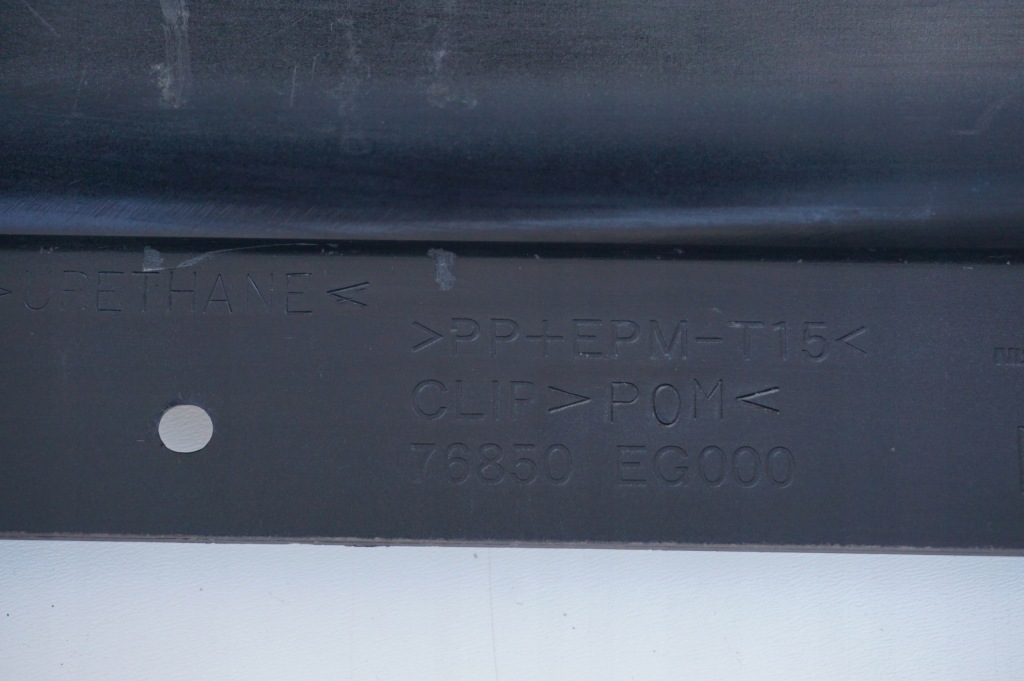 >URETHANE<
>PP+EPM-T15<
CLIP>POM<
76850 EG000